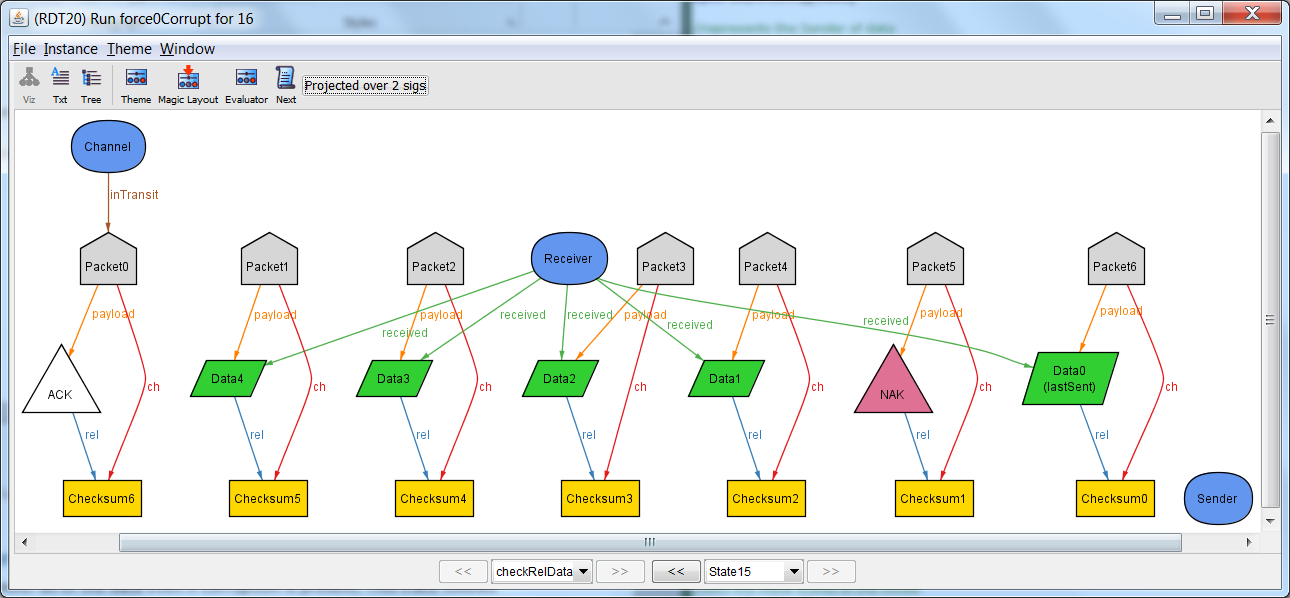 (RDT20) Run force0Corrupt for 16
File Instance Theme Window
Viz Txt Tree Theme Magic Layout Evaluator Next Projected over 2 sigs
Channel
inTransit
Packet0 Packet1 Packet2 Receiver Packet3 Packet4 Packet5 Packet6
payload payload payload received received payload received payload received payload payload
received
ACK Data4 Data3 Data2 Data1 NAK Data0
(lastSent)
ch ch ch ch ch ch ch
rel rel rel rel rel rel rel
Checksum6 Checksum5 Checksum4 Checksum3 Checksum2 Checksum1 Checksum0 Sender
<< checkRelData >> << State15 >>